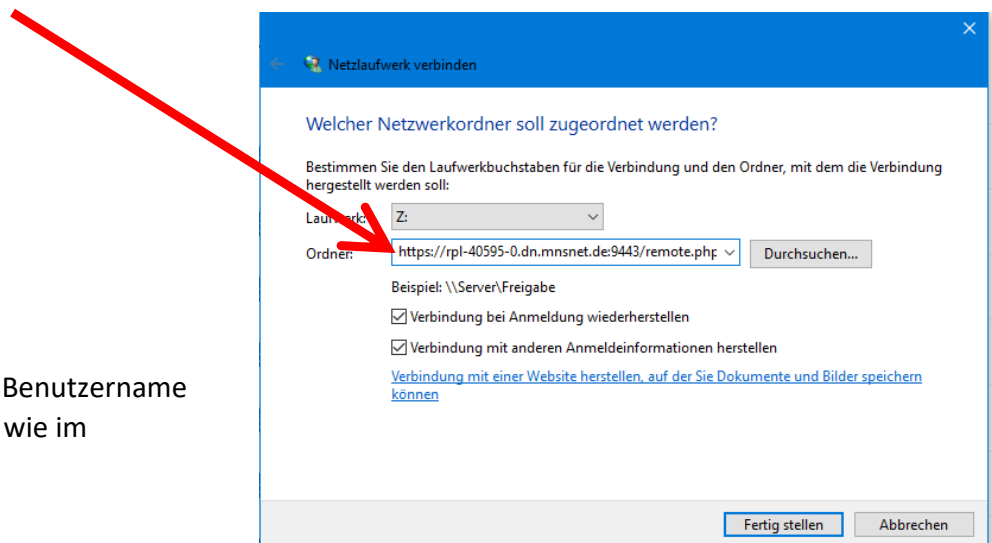 Netzlaufwerk verbinden
Welcher Netzwerkordner soll zugeordnet werden?
Bestimmen Sie den Laufwerkbuchstaben für die Verbindung und den Ordner, mit dem die Verbindung
hergestellt werden soll:
Laufwerk: Z:
Ordner: https://rpl-40595-0.dn.mnsnet.de:9443/remote.php Durchsuchen...
Beispiel: \\Server\Freigabe
Verbindung bei Anmeldung wiederherstellen
Verbindung mit anderen Anmeldeinformationen herstellen
Verbindung mit einer Website herstellen, auf der Sie Dokumente und Bilder speichern
können
Benutzername
wie im
Fertig stellen Abbrechen